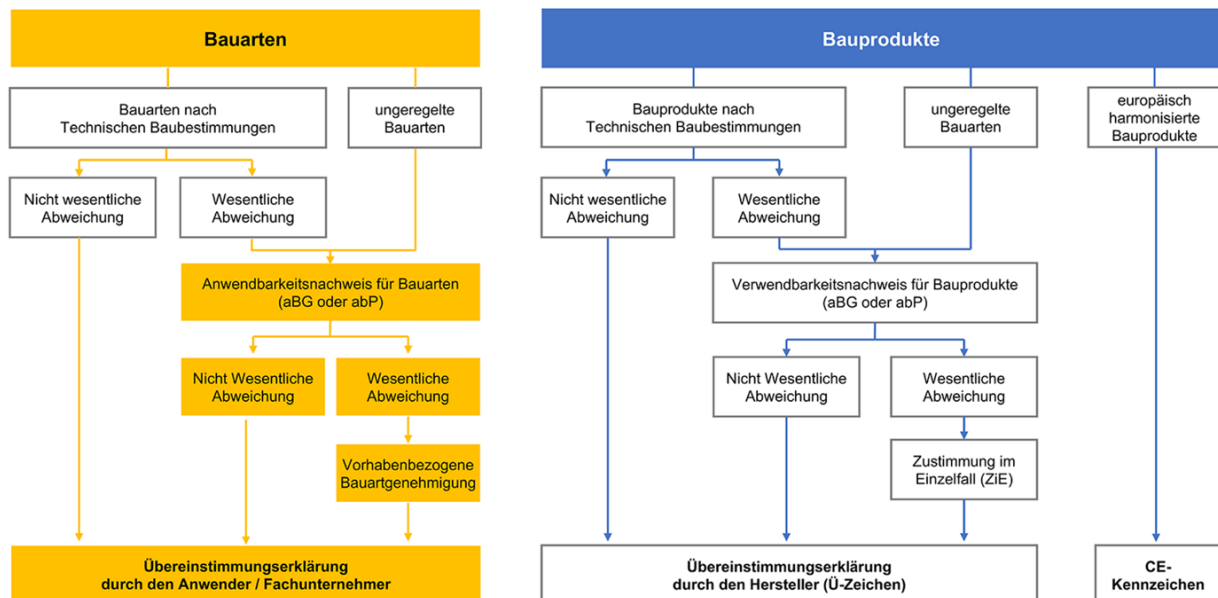 Bauarten
Bauarten nach
Technischen Baubestimmungen
ungeregelte
Bauarten
Nicht wesentliche
Abweichung
Wesentliche
Abweichung
Anwendbarkeitsnachweis für Bauarten
(aBG oder abP)
Nicht Wesentliche
Abweichung
Wesentliche
Abweichung
Vorhabenbezogene
Bauartgenehmigung
Übereinstimmungserklärung
durch den Anwender / Fachunternehmer
Bauprodukte
Bauprodukte nach
Technischen Baubestimmungen
ungeregelte
Bauarten
europäisch
harmonisierte
Bauprodukte
Nicht wesentliche
Abweichung
Wesentliche
Abweichung
Verwendbarkeitsnachweis für Bauprodukte
(aBG oder abP)
Nicht Wesentliche
Abweichung
Wesentliche
Abweichung
Zustimmung im
Einzelfall (ZiE)
Übereinstimmungserklärung
durch den Hersteller (Ü-Zeichen)
CE-
Kennzeichen